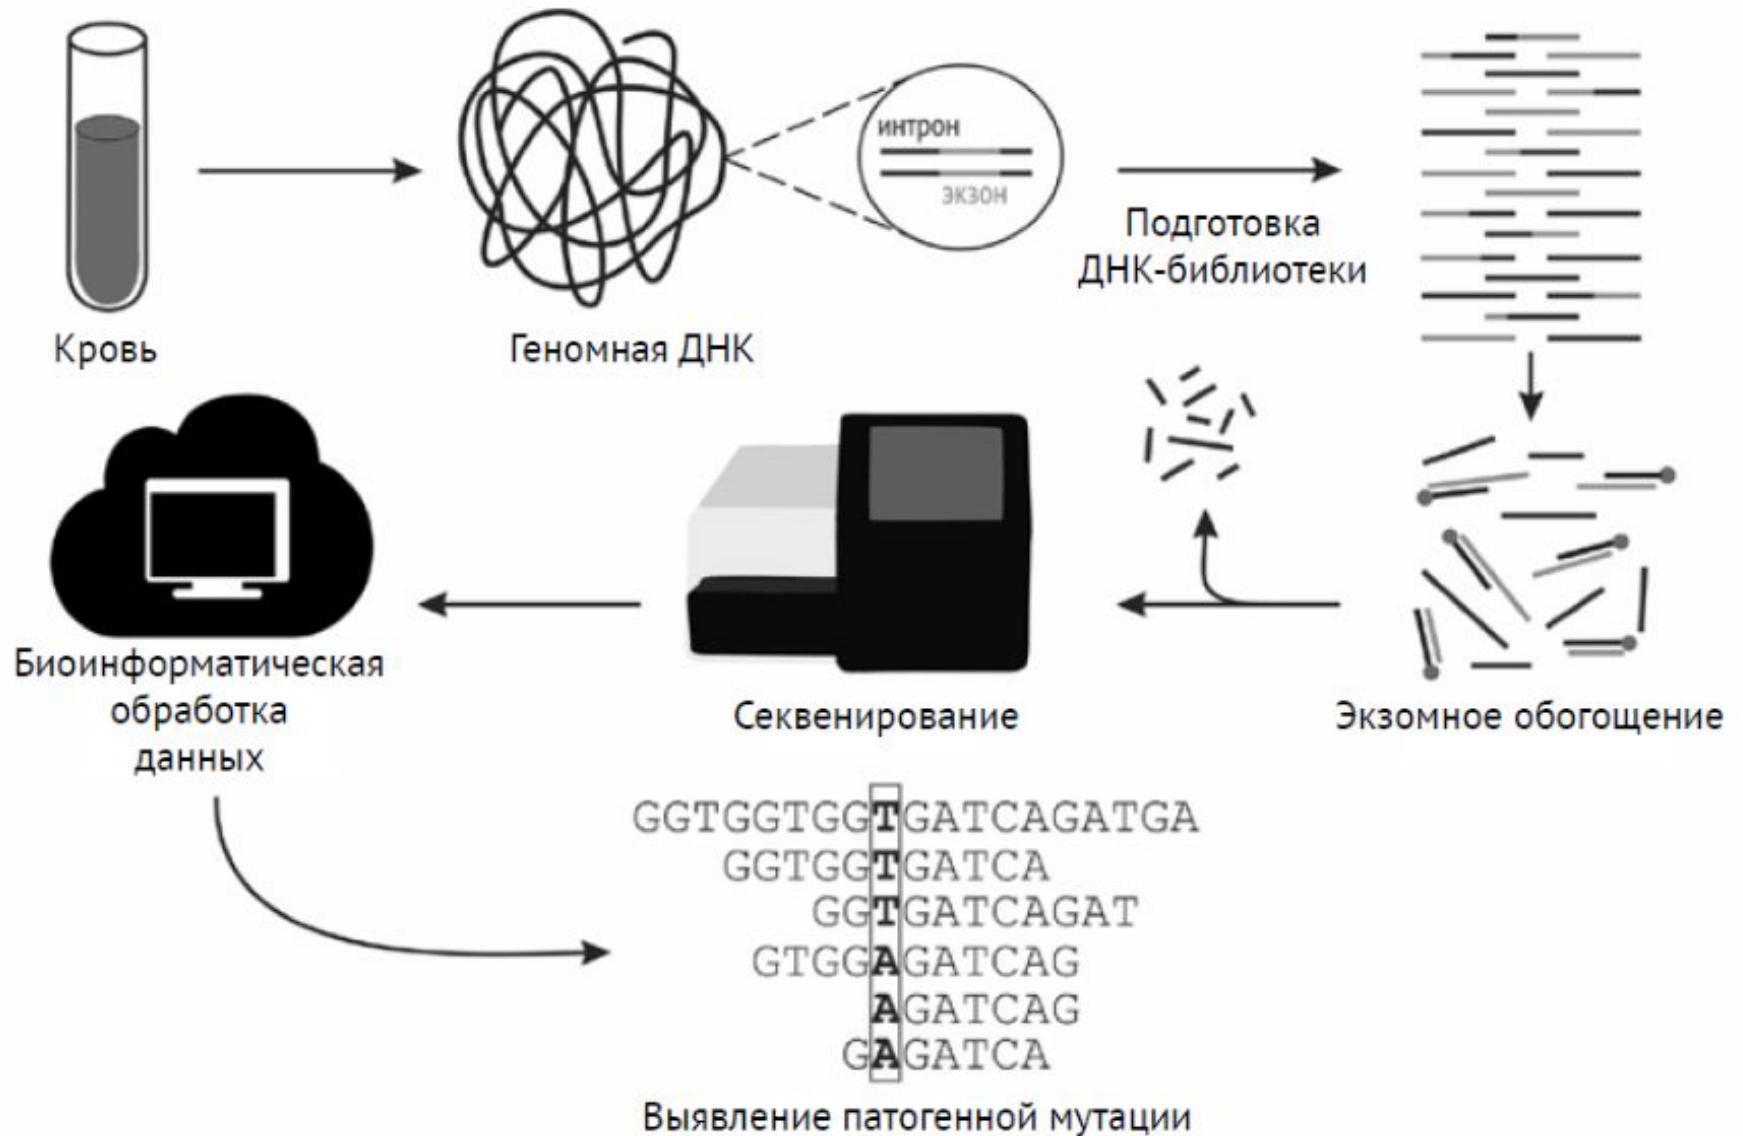 интрон
экзон
Подготовка
ДНК-библиотеки
Кровь
Геномная ДНК
Биоинформатическая
обработка
данных
Секвенирование
Экзомное обогощение
GGTGGTGGTGATCAGATGA
GGTGGTGATCA
GGTGATCAGAT
GTGGAGATCAG
AGATCAG
GAGATCA
Выявление патогенной мутации